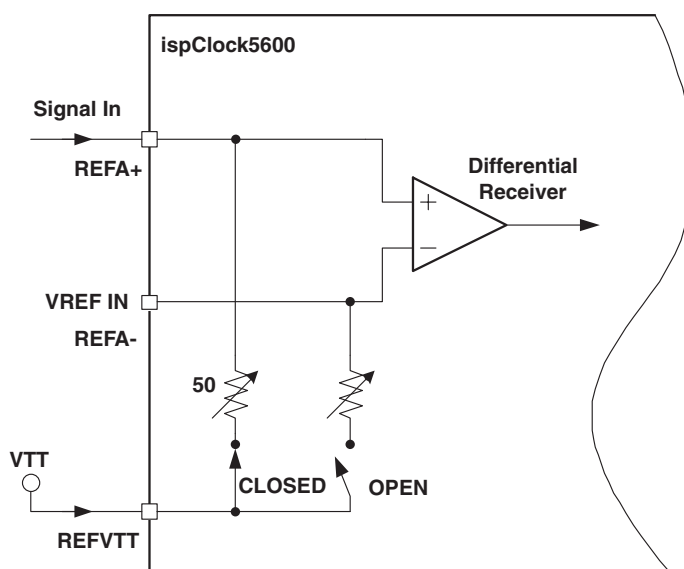 ispClock5600
Signal In
REFA+
Differential
Receiver
+
−
VREF IN
REFA-
50
VTT
CLOSED
OPEN
REFVTT